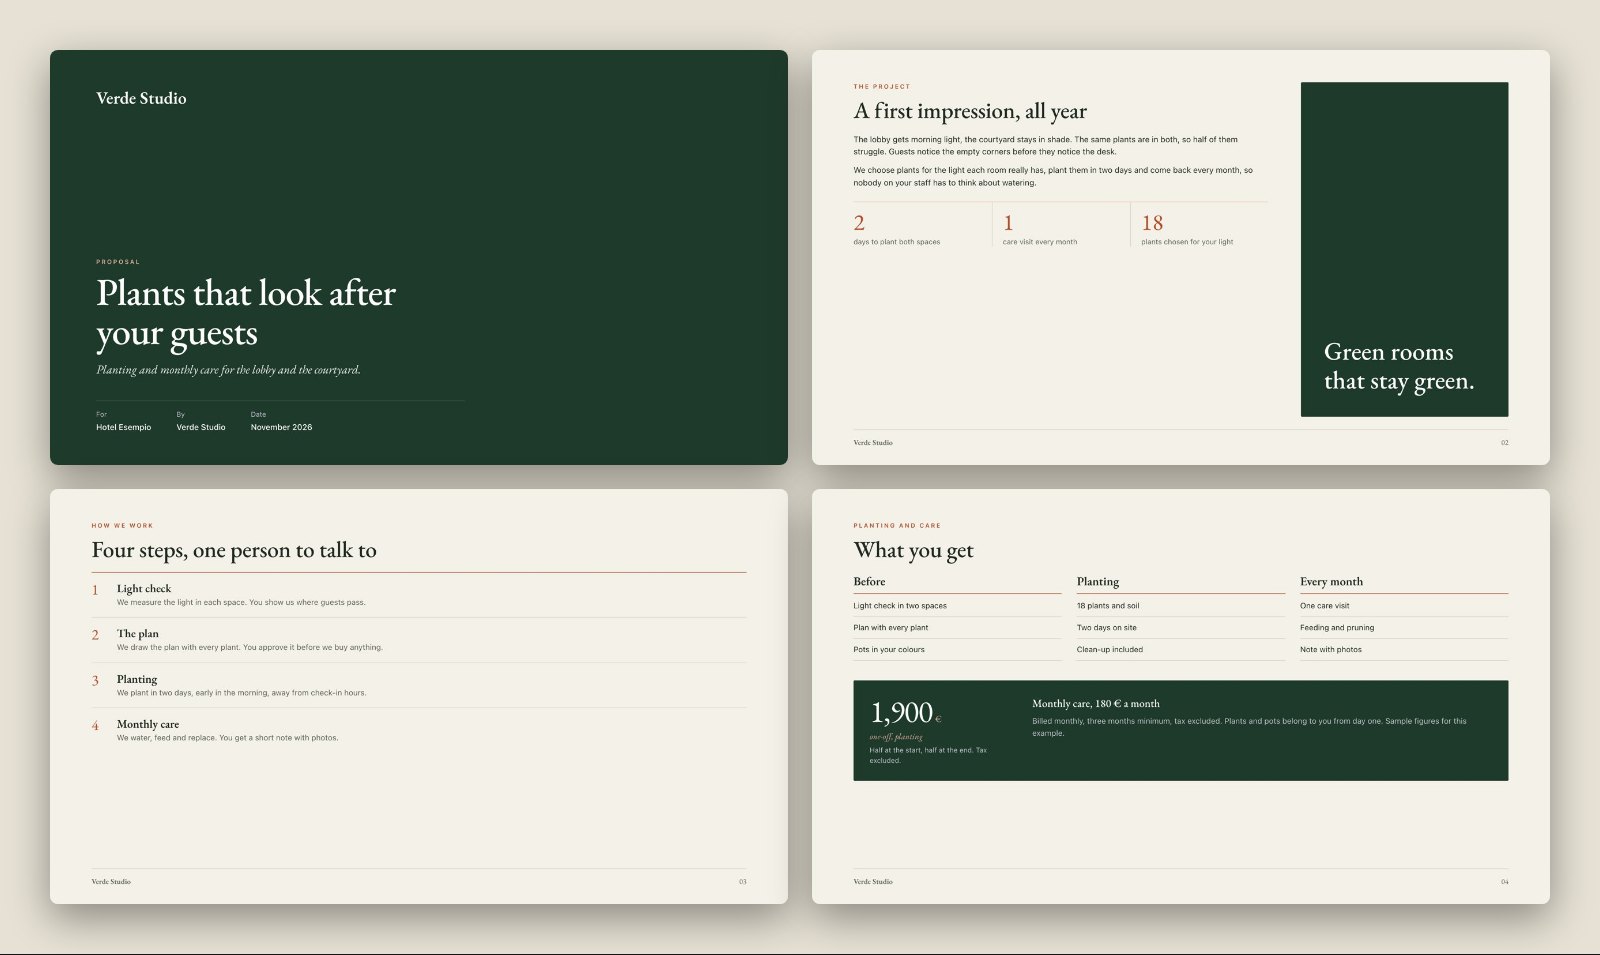 Verde Studio
PROPOSAL
Plants that look after
your guests
Planting and monthly care for the lobby and the courtyard.
For
By
Date
Hotel Esempio
Verde Studio
November 2026
THE PROJECT
A first impression, all year
The lobby gets morning light, the courtyard stays in shade. The same plants are in both, so half of them
struggle. Guests notice the empty corners before they notice the desk.
We choose plants for the light each room really has, plant them in two days and come back every month, so
nobody on your staff has to think about watering.
2
days to plant both spaces
1
care visit every month
18
plants chosen for your light
Green rooms
that stay green.
Verde Studio
02
HOW WE WORK
Four steps, one person to talk to
1
Light check
We measure the light in each space. You show us where guests pass.
2
The plan
We draw the plan with every plant. You approve it before we buy anything.
3
Planting
We plant in two days, early in the morning, away from check-in hours.
4
Monthly care
We water, feed and replace. You get a short note with photos.
Verde Studio
03
PLANTING AND CARE
What you get
Before
Light check in two spaces
Plan with every plant
Pots in your colours
Planting
18 plants and soil
Two days on site
Clean-up included
Every month
One care visit
Feeding and pruning
Note with photos
1,900 €
one-off, planting
Half at the start, half at the end. Tax
excluded.
Monthly care, 180 € a month
Billed monthly, three months minimum, tax excluded. Plants and pots belong to you from day one. Sample figures for this
example.
Verde Studio
04